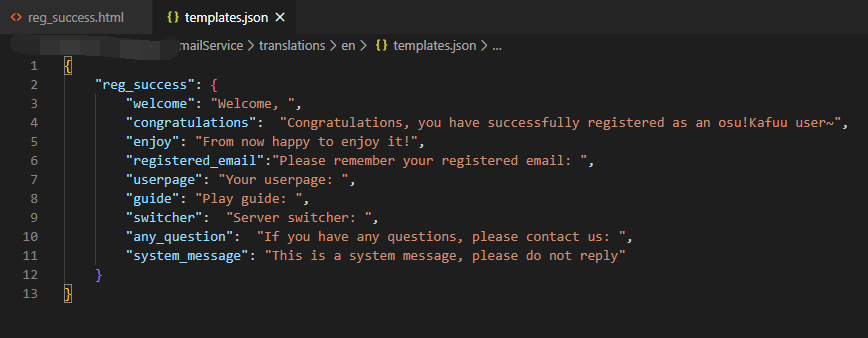 <> reg_success.html {} templates.json ×
mailService > translations > en > {} templates.json > ...
1 {
2 "reg_success": {
3 "welcome": "Welcome, ",
4 "congratulations":  "Congratulations, you have successfully registered as an osu!Kafuu user~",
5 "enjoy": "From now happy to enjoy it!",
6 "registered_email":"Please remember your registered email: ",
7 "userpage": "Your userpage: ",
8 "guide": "Play guide: ",
9 "switcher":  "Server switcher: ",
10 "any_question":  "If you have any questions, please contact us: ",
11 "system_message": "This is a system message, please do not reply"
12 }
13 }